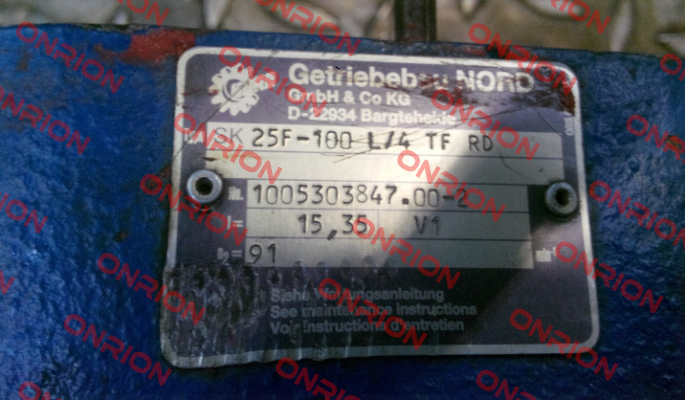 Getriebebau NORD
GmbH & Co KG
D-22934 Bargteheide
SK 25F-100 L/4 TF RD
1005303847.00-2
i= 15,35 V1
91
Siehe Wartungsanleitung
See maintenance instructions
Voir instructions d'entretien
ONRION